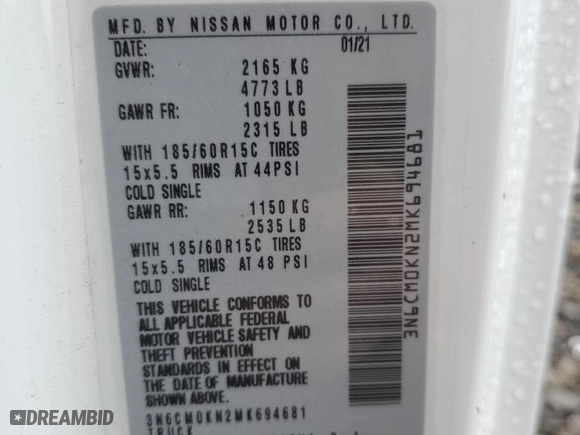 MFD. BY NISSAN MOTOR CO., LTD.
DATE: 01/21
GVWR: 2165 KG
4773 LB
GAWR FR: 1050 KG
2315 LB
WITH 185/60R15C TIRES
15x5.5 RIMS AT 44PSI
COLD SINGLE
GAWR RR: 1150 KG
2535 LB
WITH 185/60R15C TIRES
15x5.5 RIMS AT 48 PSI
COLD SINGLE
THIS VEHICLE CONFORMS TO
ALL APPLICABLE FEDERAL
MOTOR VEHICLE SAFETY AND
THEFT PREVENTION
STANDARDS IN EFFECT ON
THE DATE OF MANUFACTURE
SHOWN ABOVE.
3N6CM0KN2MK694681
TRUCK
3N6CM0KN2MK694681
DREAMBID